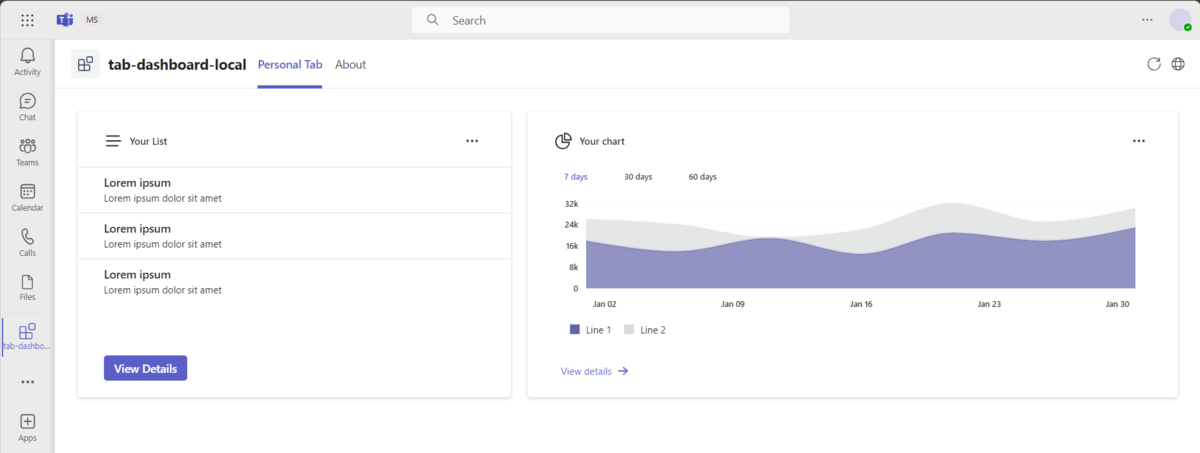 MS
Search
Activity
Chat
Teams
Calendar
Calls
Files
tab-dashbo...
Apps
tab-dashboard-local
Personal Tab
About
Your List
Lorem ipsum
Lorem ipsum dolor sit amet
Lorem ipsum
Lorem ipsum dolor sit amet
Lorem ipsum
Lorem ipsum dolor sit amet
View Details
Your chart
7 days 30 days 60 days
32k
24k
16k
8k
0
Jan 02 Jan 09 Jan 16 Jan 23 Jan 30
Line 1 Line 2
View details